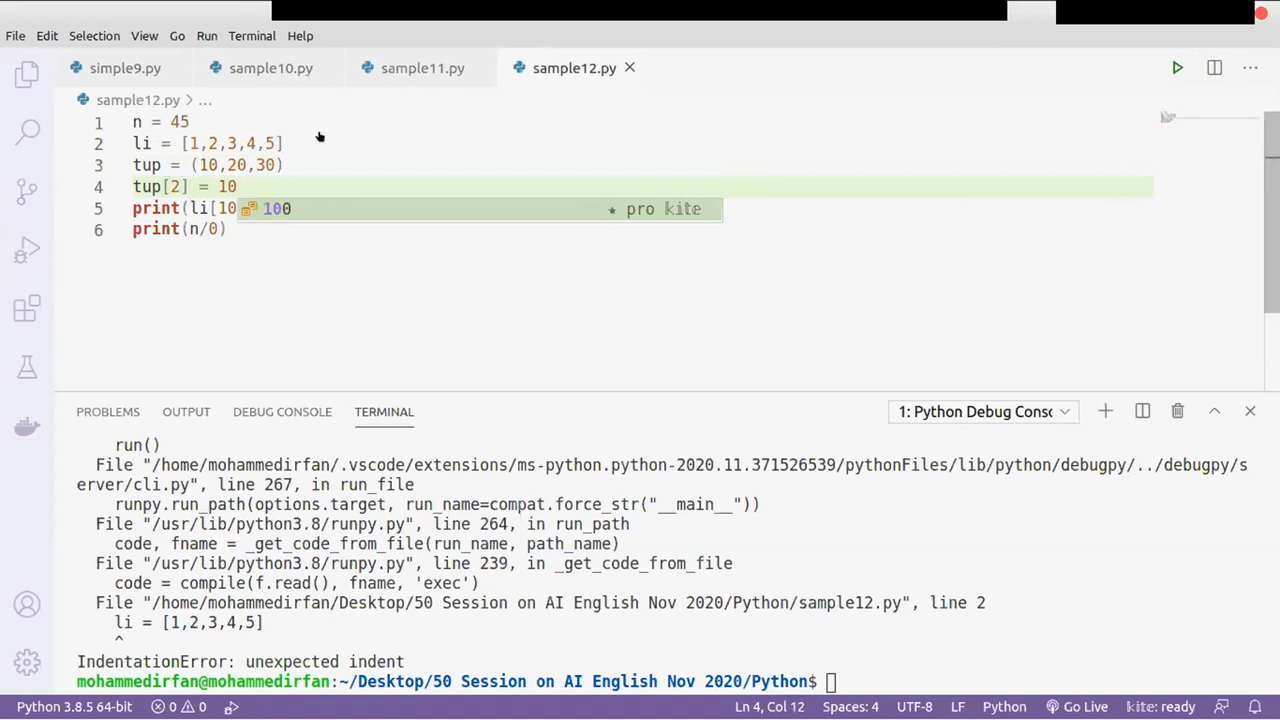 File Edit Selection View Go Run Terminal Help
simple9.py sample10.py sample11.py sample12.py
sample12.py > ...
1 n = 45
2 li = [1,2,3,4,5]
3 tup = (10,20,30)
4 tup[2] = 10
5 print(li[10
100 ★ pro kite
6 print(n/0)
PROBLEMS OUTPUT DEBUG CONSOLE TERMINAL 1: Python Debug Consc
run()
File "/home/mohammedirfan/.vscode/extensions/ms-python.python-2020.11.371526539/pythonFiles/lib/python/debugpy/../debugpy/s
erver/cli.py", line 267, in run_file
runpy.run_path(options.target, run_name=compat.force_str("__main__"))
File "/usr/lib/python3.8/runpy.py", line 264, in run_path
code, fname = _get_code_from_file(run_name, path_name)
File "/usr/lib/python3.8/runpy.py", line 239, in _get_code_from_file
code = compile(f.read(), fname, 'exec')
File "/home/mohammedirfan/Desktop/50 Session on AI English Nov 2020/Python/sample12.py", line 2
li = [1,2,3,4,5]
^
IndentationError: unexpected indent
mohammedirfan@mohammedirfan:~/Desktop/50 Session on AI English Nov 2020/Python$
Python 3.8.5 64-bit 0 0 Ln 4, Col 12 Spaces: 4 UTF-8 LF Python Go Live kite: ready